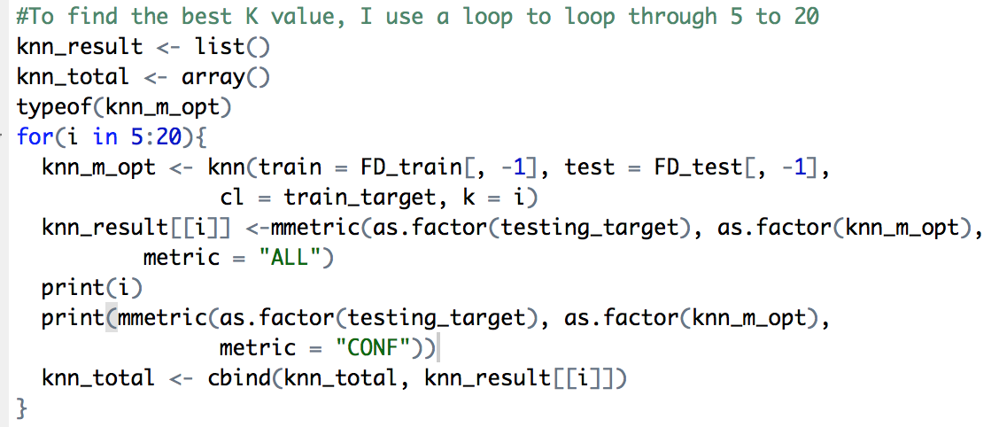 #To find the best K value, I use a loop to loop through 5 to 20
knn_result <- list()
knn_total <- array()
typeof(knn_m_opt)
for(i in 5:20){
  knn_m_opt <- knn(train = FD_train[, -1], test = FD_test[, -1],
                cl = train_target, k = i)
  knn_result[[i]] <-mmetric(as.factor(testing_target), as.factor(knn_m_opt),
          metric = "ALL")
  print(i)
  print(mmetric(as.factor(testing_target), as.factor(knn_m_opt),
                metric = "CONF"))
  knn_total <- cbind(knn_total, knn_result[[i]])
}